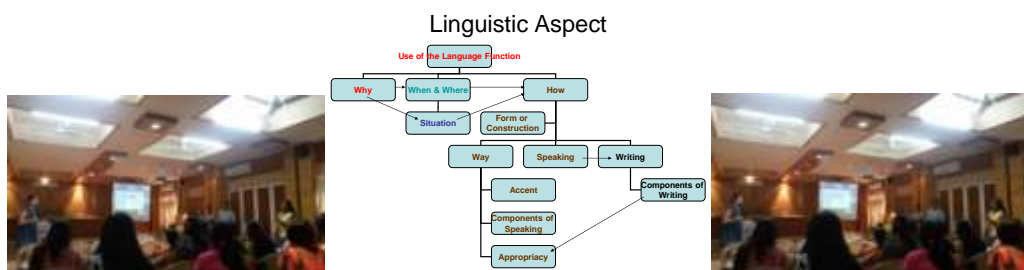 Linguistic Aspect
Use of the Language Function
Why
When & Where
How
Situation
Form or
Construction
Way
Speaking
Writing
Accent
Components of
Writing
Components of
Speaking
Appropriacy